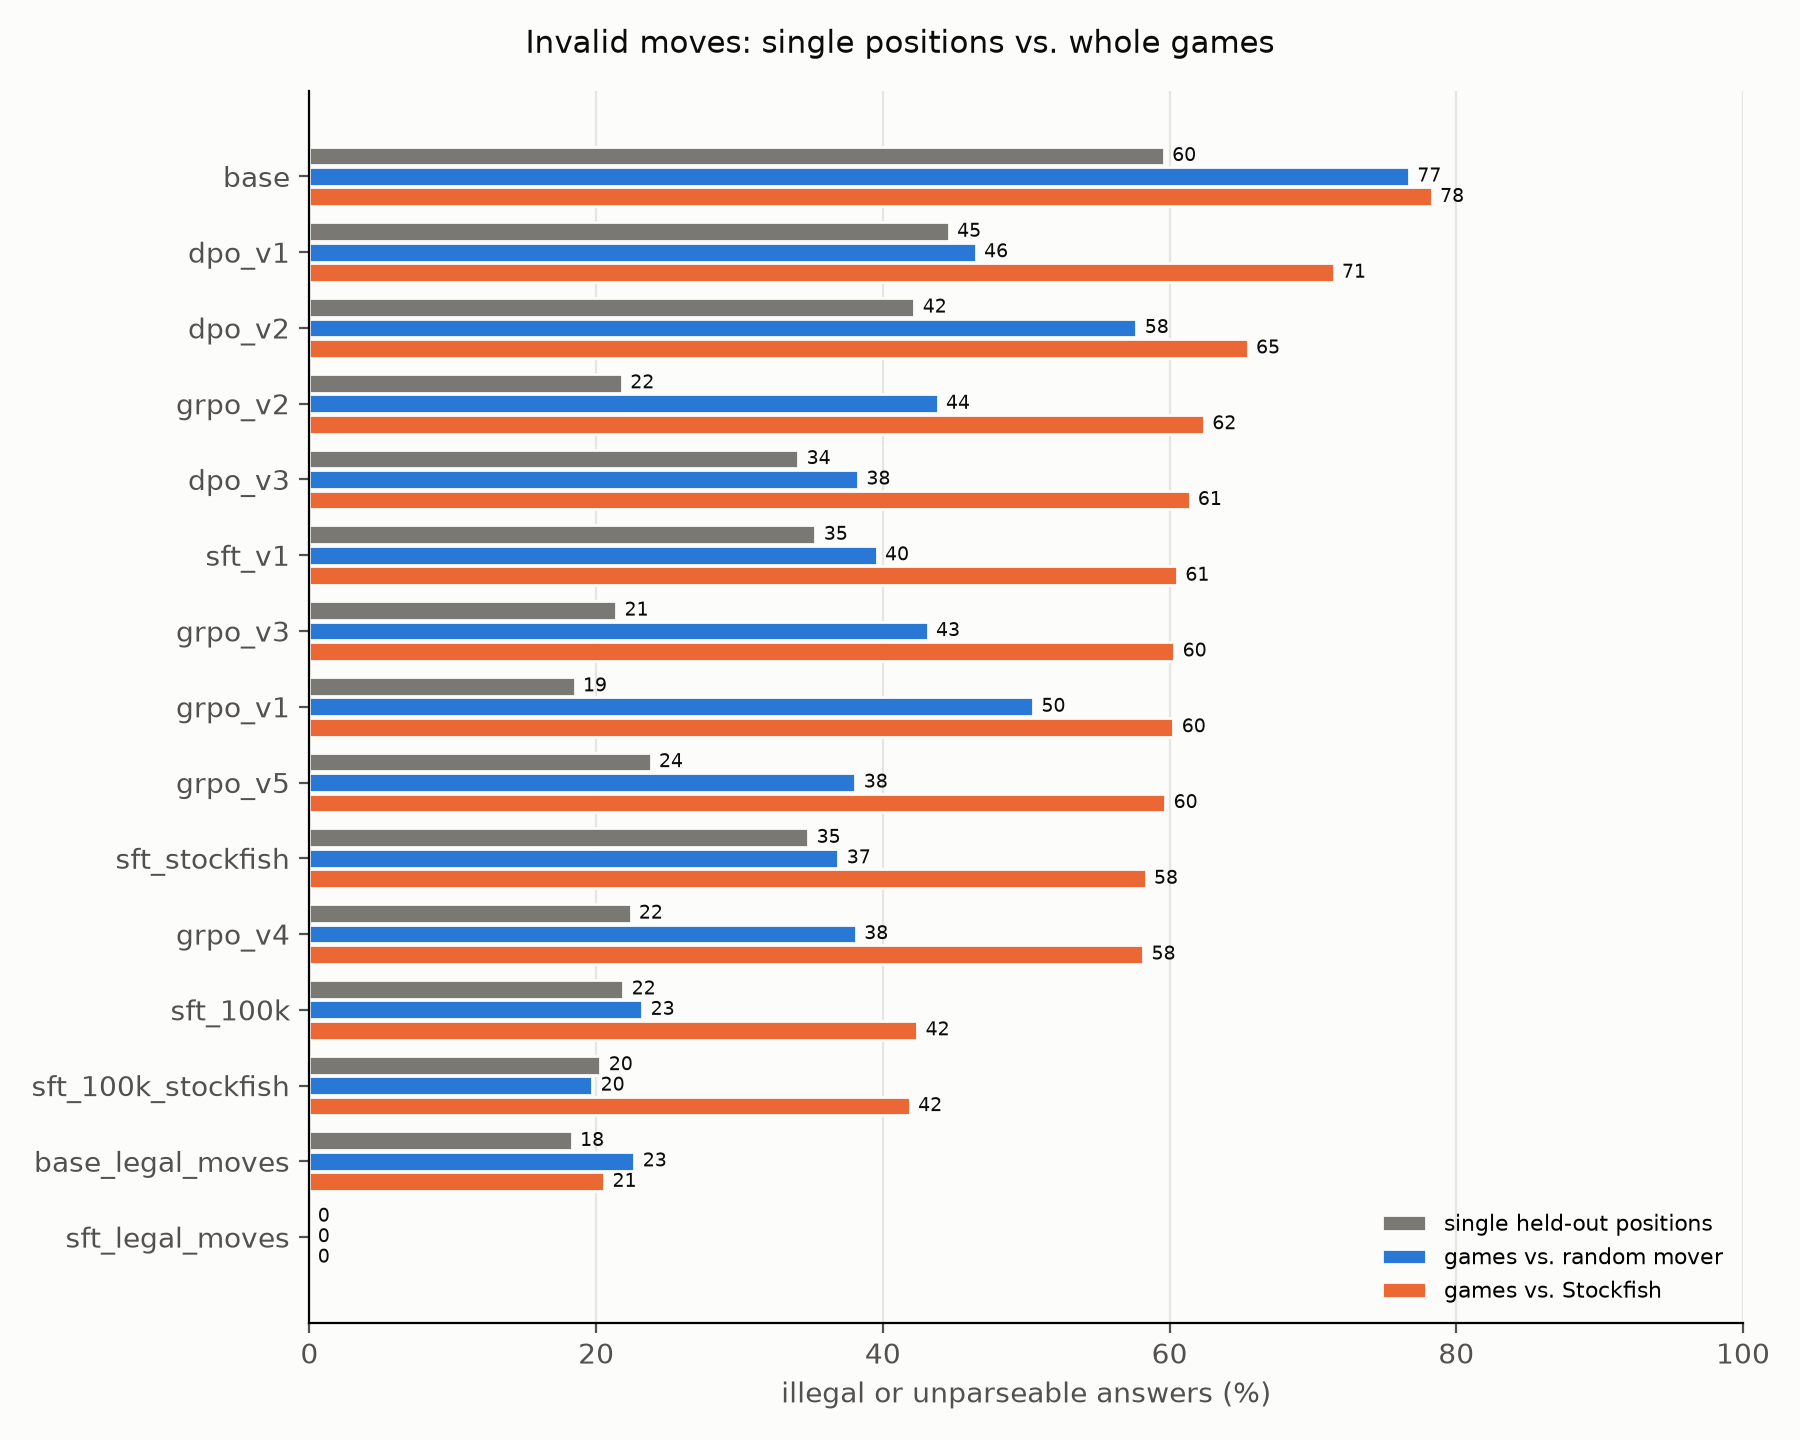 Invalid moves: single positions vs. whole games
base
60
77
78
dpo_v1
45
46
71
dpo_v2
42
58
65
grpo_v2
22
44
62
dpo_v3
34
38
61
sft_v1
35
40
61
grpo_v3
21
43
60
grpo_v1
19
50
60
grpo_v5
24
38
60
sft_stockfish
35
37
58
grpo_v4
22
38
58
sft_100k
22
23
42
sft_100k_stockfish
20
20
42
base_legal_moves
18
23
21
sft_legal_moves
0
0
0
single held-out positions
games vs. random mover
games vs. Stockfish
0 20 40 60 80 100
illegal or unparseable answers (%)